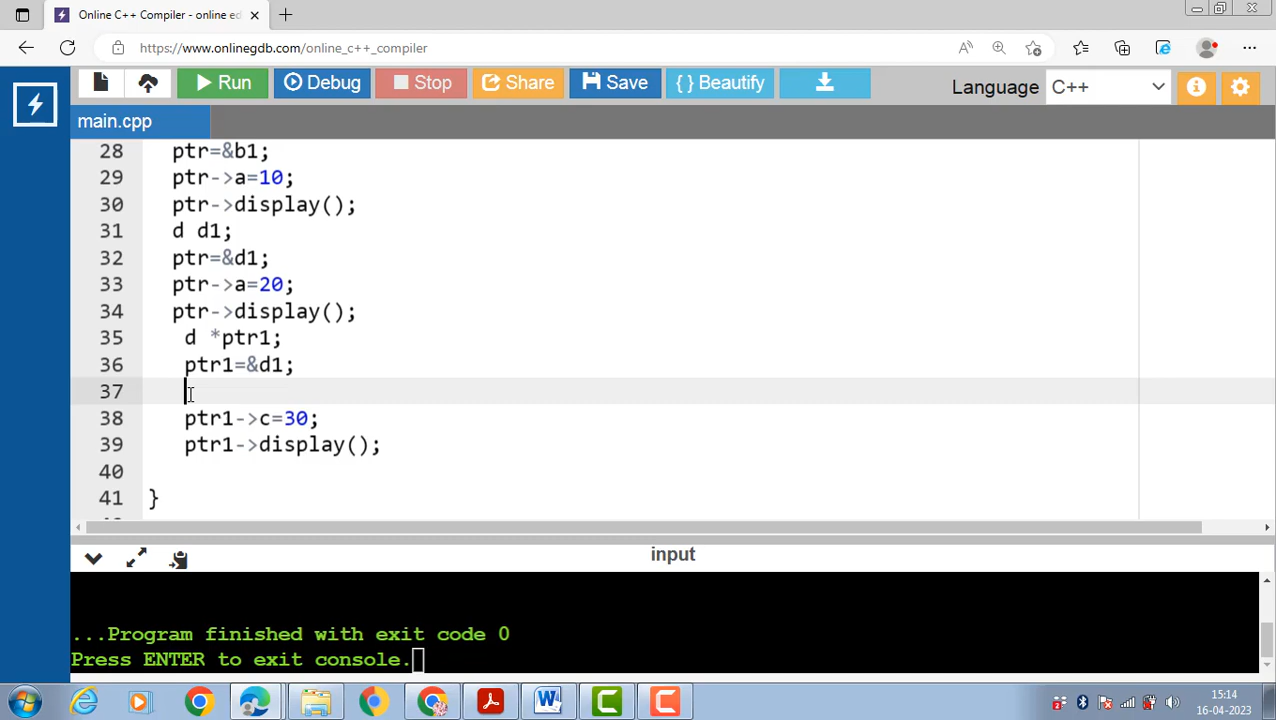 Online C++ Compiler - online ed
https://www.onlinegdb.com/online_c++_compiler
Run Debug Stop Share Save { } Beautify Language C++
main.cpp
28 ptr=&b1;
29 ptr->a=10;
30 ptr->display();
31 d d1;
32 ptr=&d1;
33 ptr->a=20;
34 ptr->display();
35 d *ptr1;
36 ptr1=&d1;
37
38 ptr1->c=30;
39 ptr1->display();
40
41 }
input
...Program finished with exit code 0
Press ENTER to exit console.
15:14
16-04-2023